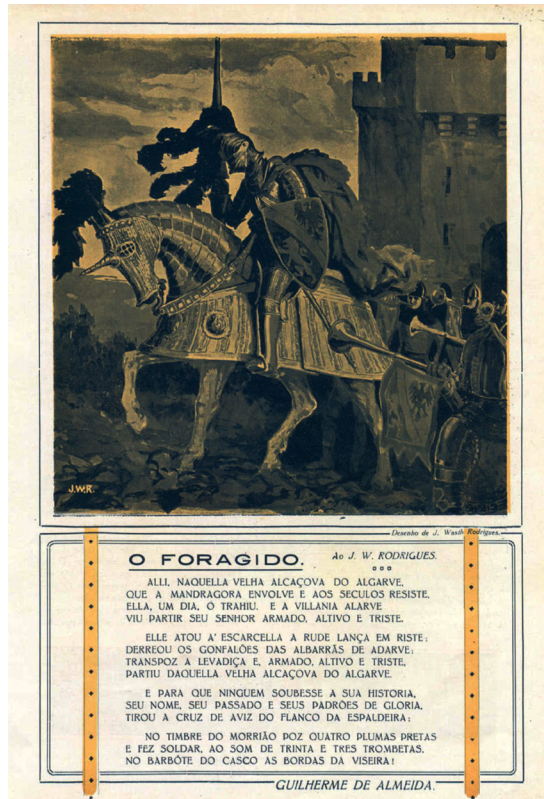 J.W.R.
Desenho de J. Wasth Rodrigues.
O FORAGIDO.
Ao J. W. RODRIGUES.
ALLI, NAQUELLA VELHA ALCAÇOVA DO ALGARVE,
QUE A MANDRAGORA ENVOLVE E AOS SECULOS RESISTE,
ELLA, UM DIA, O TRAHIU. E A VILLANIA ALARVE
VIU PARTIR SEU SENHOR ARMADO, ALTIVO E TRISTE.
ELLE ATOU A' ESCARCELLA A RUDE LANÇA EM RISTE;
DERREOU OS GONFALÕES DAS ALBARRÃS DE ADARVE;
TRANSPOZ A LEVADIÇA E, ARMADO, ALTIVO E TRISTE,
PARTIU DAQUELLA VELHA ALCAÇOVA DO ALGARVE.
E PARA QUE NINGUEM SOUBESSE A SUA HISTORIA,
SEU NOME, SEU PASSADO E SEUS PADRÕES DE GLORIA,
TIROU A CRUZ DE AVIZ DO FLANCO DA ESPALDEIRA;
NO TIMBRE DO MORRIÃO POZ QUATRO PLUMAS PRETAS
E FEZ SOLDAR, AO SOM DE TRINTA E TRES TROMBETAS,
NO BARBÔTE DO CASCO AS BORDAS DA VISEIRA!
GUILHERME DE ALMEIDA.